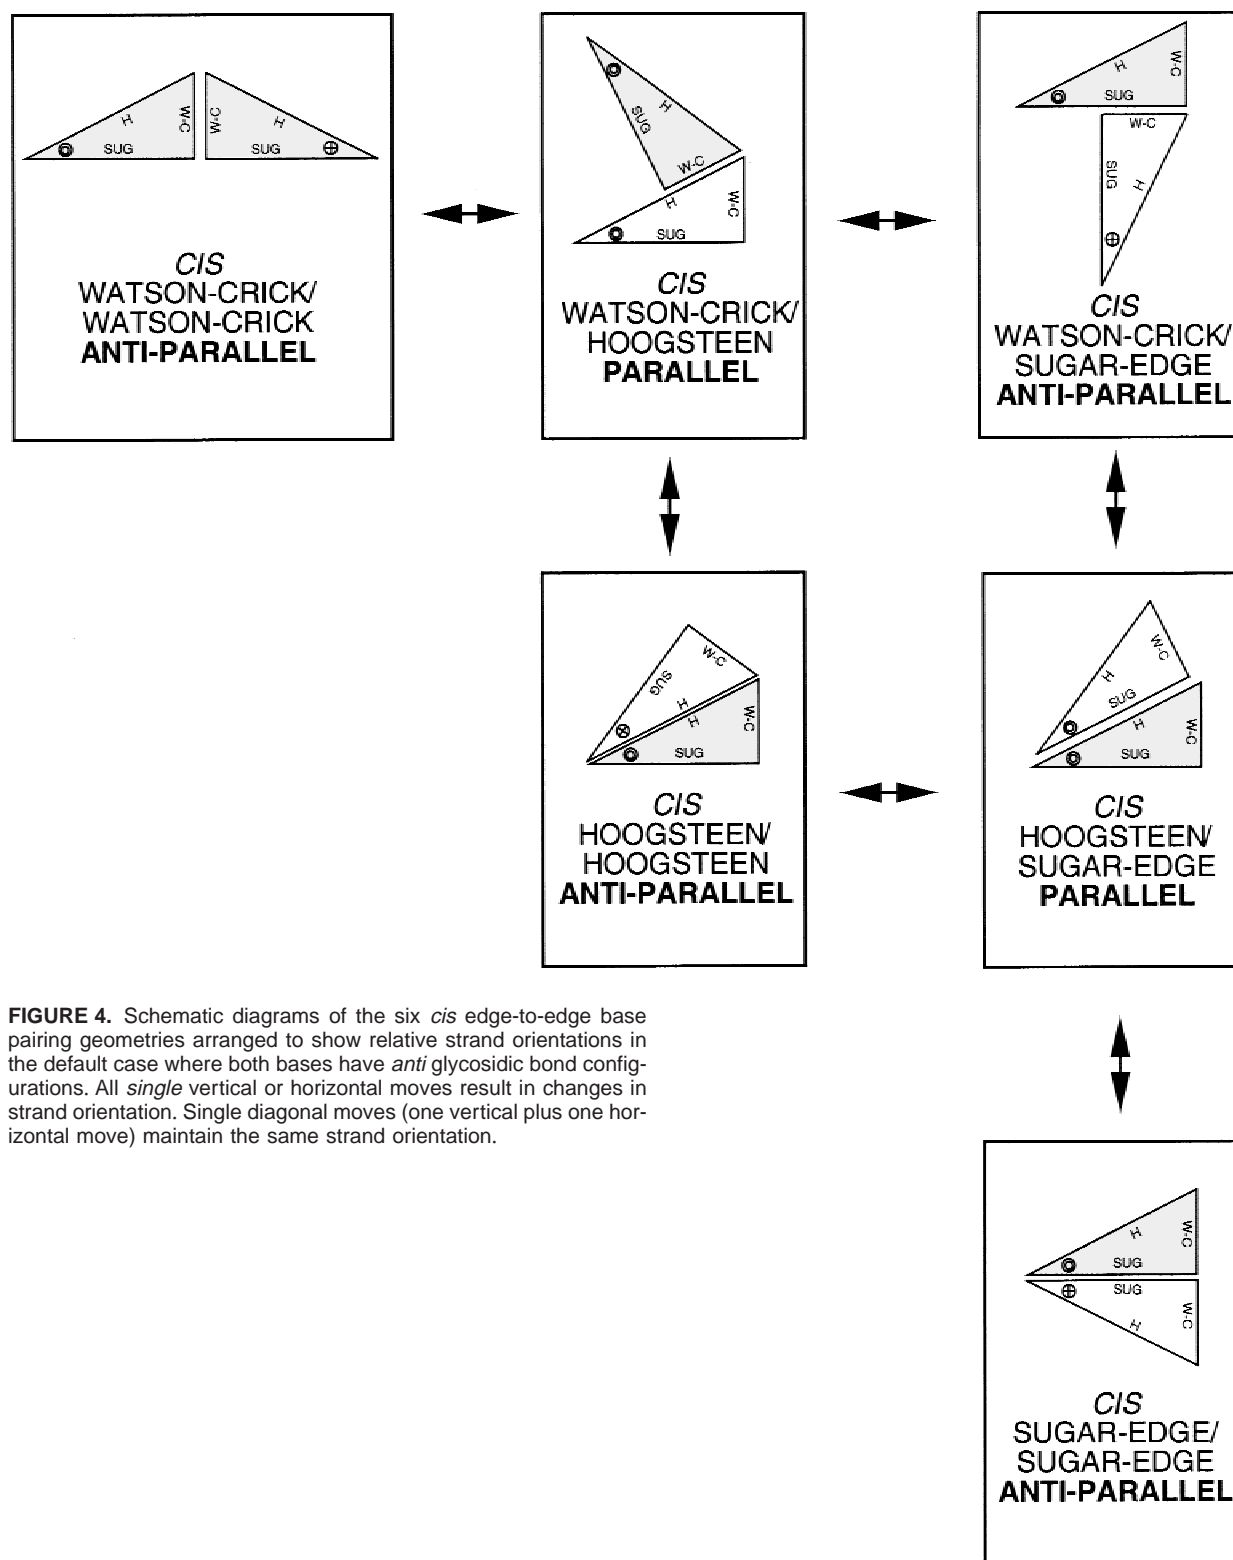 H
W-C
SUG
W-C
H
SUG
CIS
WATSON-CRICK/
WATSON-CRICK
ANTI-PARALLEL
H
SUG
W-C
H
W-C
SUG
CIS
WATSON-CRICK/
HOOGSTEEN
PARALLEL
H
W-C
SUG
W-C
SUG
H
CIS
WATSON-CRICK/
SUGAR-EDGE
ANTI-PARALLEL
W-C
SUG
H
H
W-C
SUG
CIS
HOOGSTEEN/
HOOGSTEEN
ANTI-PARALLEL
W-C
H
SUG
H
W-C
SUG
CIS
HOOGSTEEN/
SUGAR-EDGE
PARALLEL
FIGURE 4. Schematic diagrams of the six cis edge-to-edge base
pairing geometries arranged to show relative strand orientations in
the default case where both bases have anti glycosidic bond config-
urations. All single vertical or horizontal moves result in changes in
strand orientation. Single diagonal moves (one vertical plus one hor-
izontal move) maintain the same strand orientation.
H
W-C
SUG
SUG
W-C
H
CIS
SUGAR-EDGE/
SUGAR-EDGE
ANTI-PARALLEL